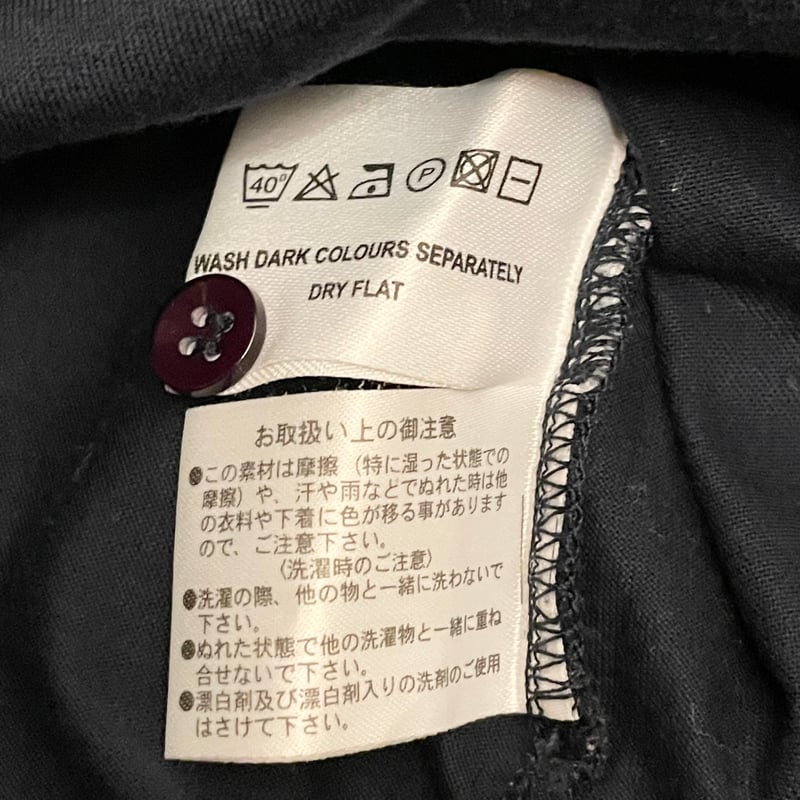 40°
P
WASH DARK COLOURS SEPARATELY
DRY FLAT
お取扱い上の御注意
●この素材は摩擦（特に湿った状態での
摩擦）や、汗や雨などでぬれた時は他
の衣料や下着に色が移る事があります
ので、ご注意下さい。
（洗濯時のご注意）
●洗濯の際、他の物と一緒に洗わないで
下さい。
●ぬれた状態で他の洗濯物と一緒に重ね
合せないで下さい。
●漂白剤及び漂白剤入りの洗剤のご使用
はさけて下さい。